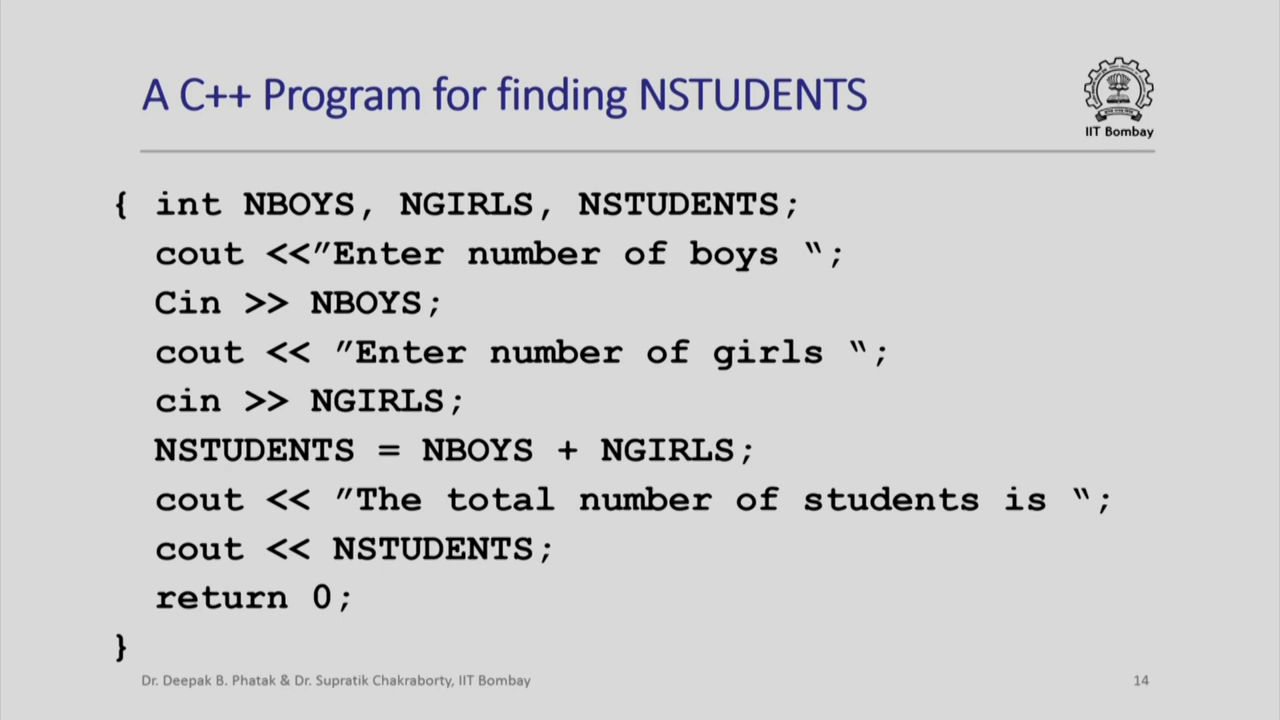 A C++ Program for finding NSTUDENTS
IIT Bombay
{ int NBOYS, NGIRLS, NSTUDENTS;
cout <<”Enter number of boys “;
Cin >> NBOYS;
cout << ”Enter number of girls “;
cin >> NGIRLS;
NSTUDENTS = NBOYS + NGIRLS;
cout << ”The total number of students is “;
cout << NSTUDENTS;
return 0;
}
Dr. Deepak B. Phatak & Dr. Supratik Chakraborty, IIT Bombay
14